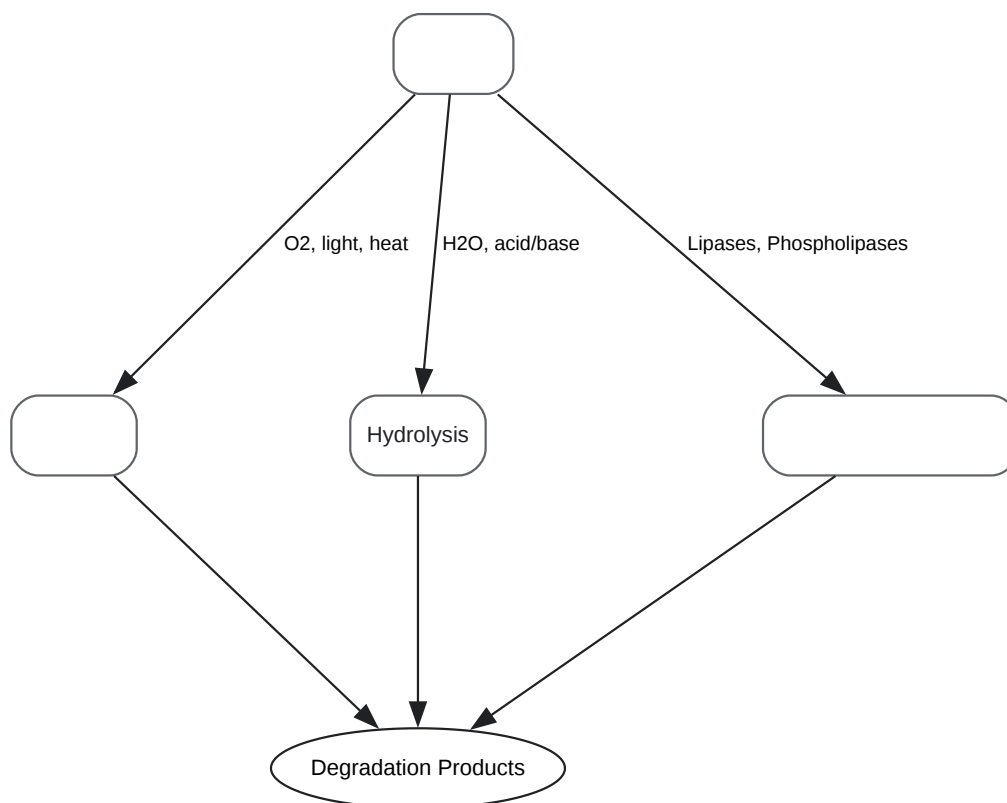 O2, light, heat
H2O, acid/base
Lipases, Phospholipases
Hydrolysis
Degradation Products